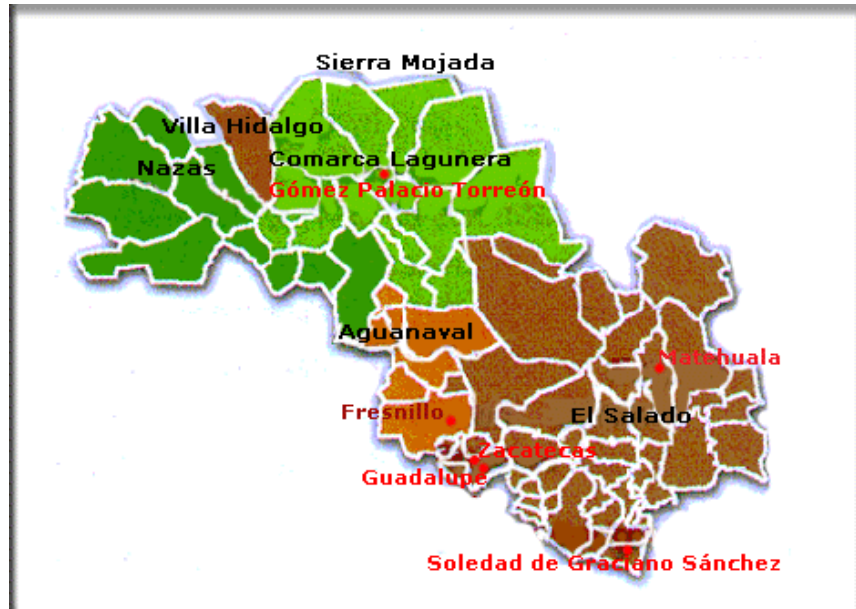 Sierra Mojada
Villa Hidalgo
Comarca Lagunera
Nazas
Gómez Palacio Torreón
Aguanaval
Matehuala
Fresnillo
El Salado
Zacatecas
Guadalupe
Soledad de Graciano Sánchez